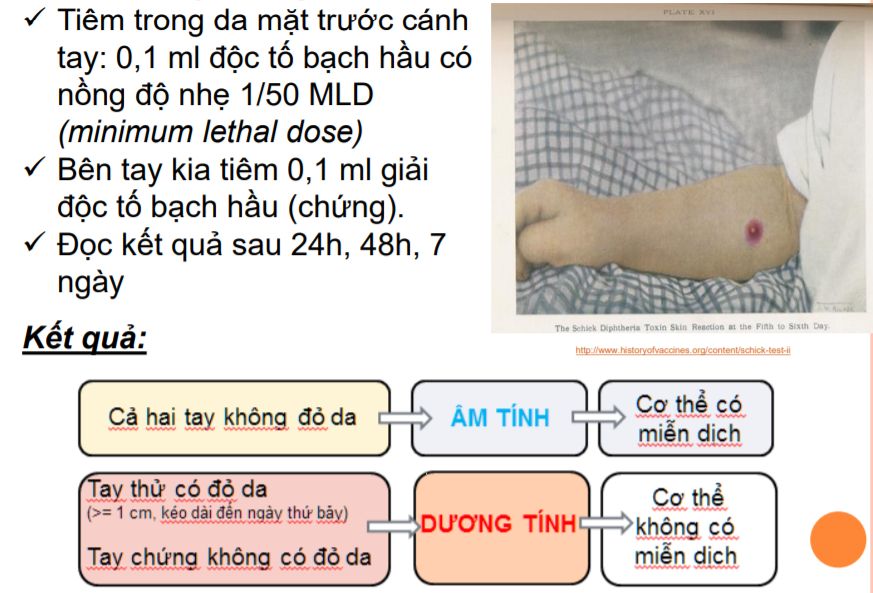 ✓ Tiêm trong da mặt trước cánh
tay: 0,1 ml độc tố bạch hầu có
nồng độ nhẹ 1/50 MLD
(minimum lethal dose)
✓ Bên tay kia tiêm 0,1 ml giải
độc tố bạch hầu (chứng).
✓ Đọc kết quả sau 24h, 48h, 7
ngày
PLATE XVI
The Schick Diphtheria Toxin Skin Reaction at the Fifth to Sixth Day.
http://www.historyofvaccines.org/content/schick-test-ii
Kết quả:
Cả hai tay không đỏ da
ÂM TÍNH
Cơ thể có
miễn dịch
Tay thử có đỏ da
(>= 1 cm, kéo dài đến ngày thứ bảy)
Tay chứng không có đỏ da
DƯƠNG TÍNH
Cơ thể
không có
miễn dịch